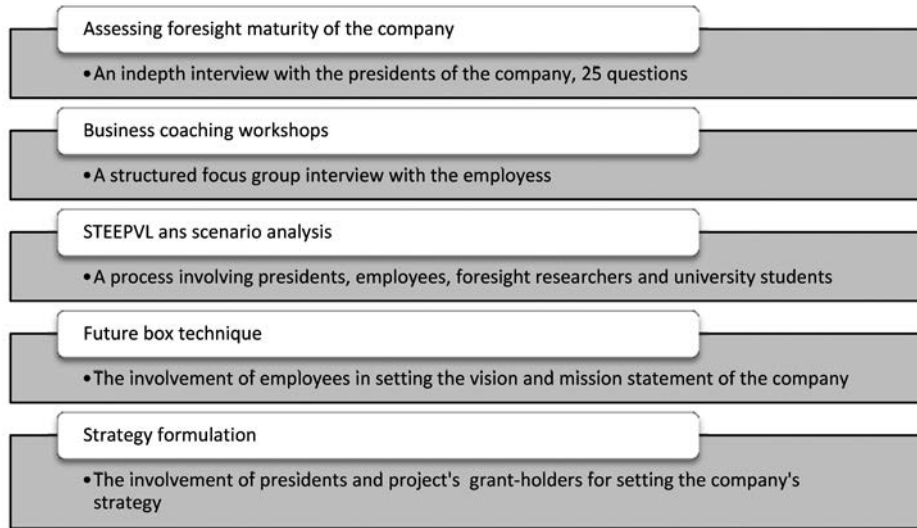 Assessing foresight maturity of the company
•An indepth interview with the presidents of the company, 25 questions
Business coaching workshops
•A structured focus group interview with the employess
STEEPVL ans scenario analysis
•A process involving presidents, employees, foresight researchers and university students
Future box technique
•The involvement of employees in setting the vision and mission statement of the company
Strategy formulation
•The involvement of presidents and project's grant-holders for setting the company's
strategy